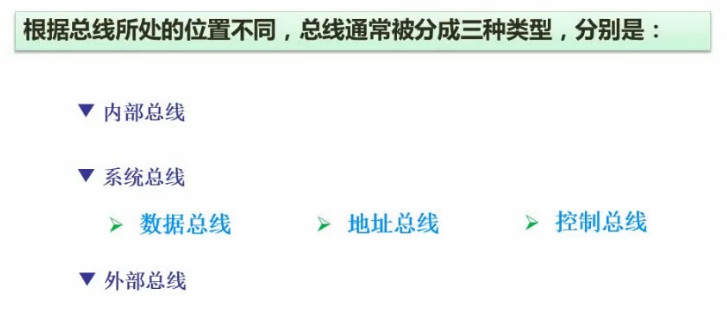 根据总线所处的位置不同，总线通常被分成三种类型，分别是：
▼ 内部总线
▼ 系统总线
➢ 数据总线 ➢ 地址总线 ➢ 控制总线
▼ 外部总线